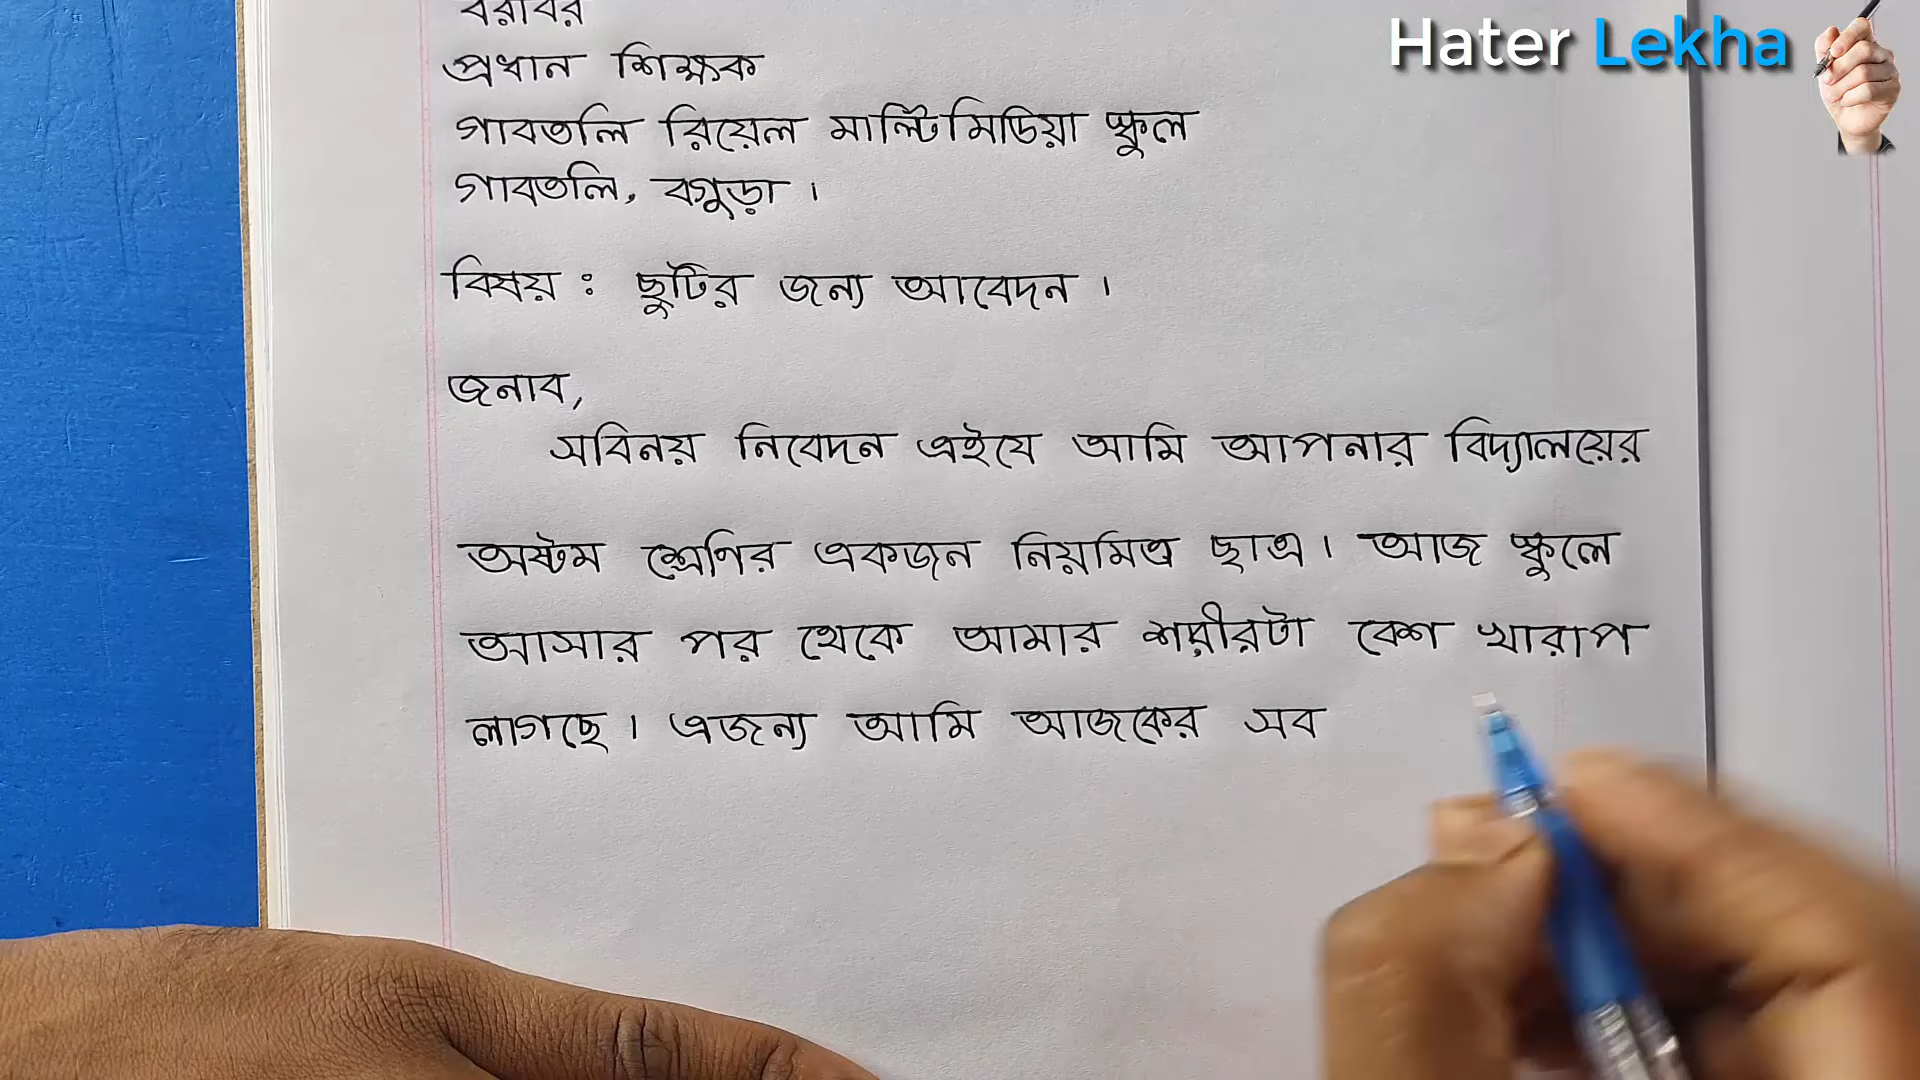 বরাবর
Hater Lekha
প্রধান শিক্ষক
গাবতলি রিয়েল মাল্টিমিডিয়া স্কুল
গাবতলি, বগুড়া ।
বিষয় : ছুটির জন্য আবেদন ।
জনাব,
সবিনয় নিবেদন এইযে আমি আপনার বিদ্যালয়ের
অষ্টম শ্রেণির একজন নিয়মিত ছাত্র । আজ স্কুলে
আসার পর থেকে আমার শরীরটা বেশ খারাপ
লাগছে । এজন্য আমি আজকের সব